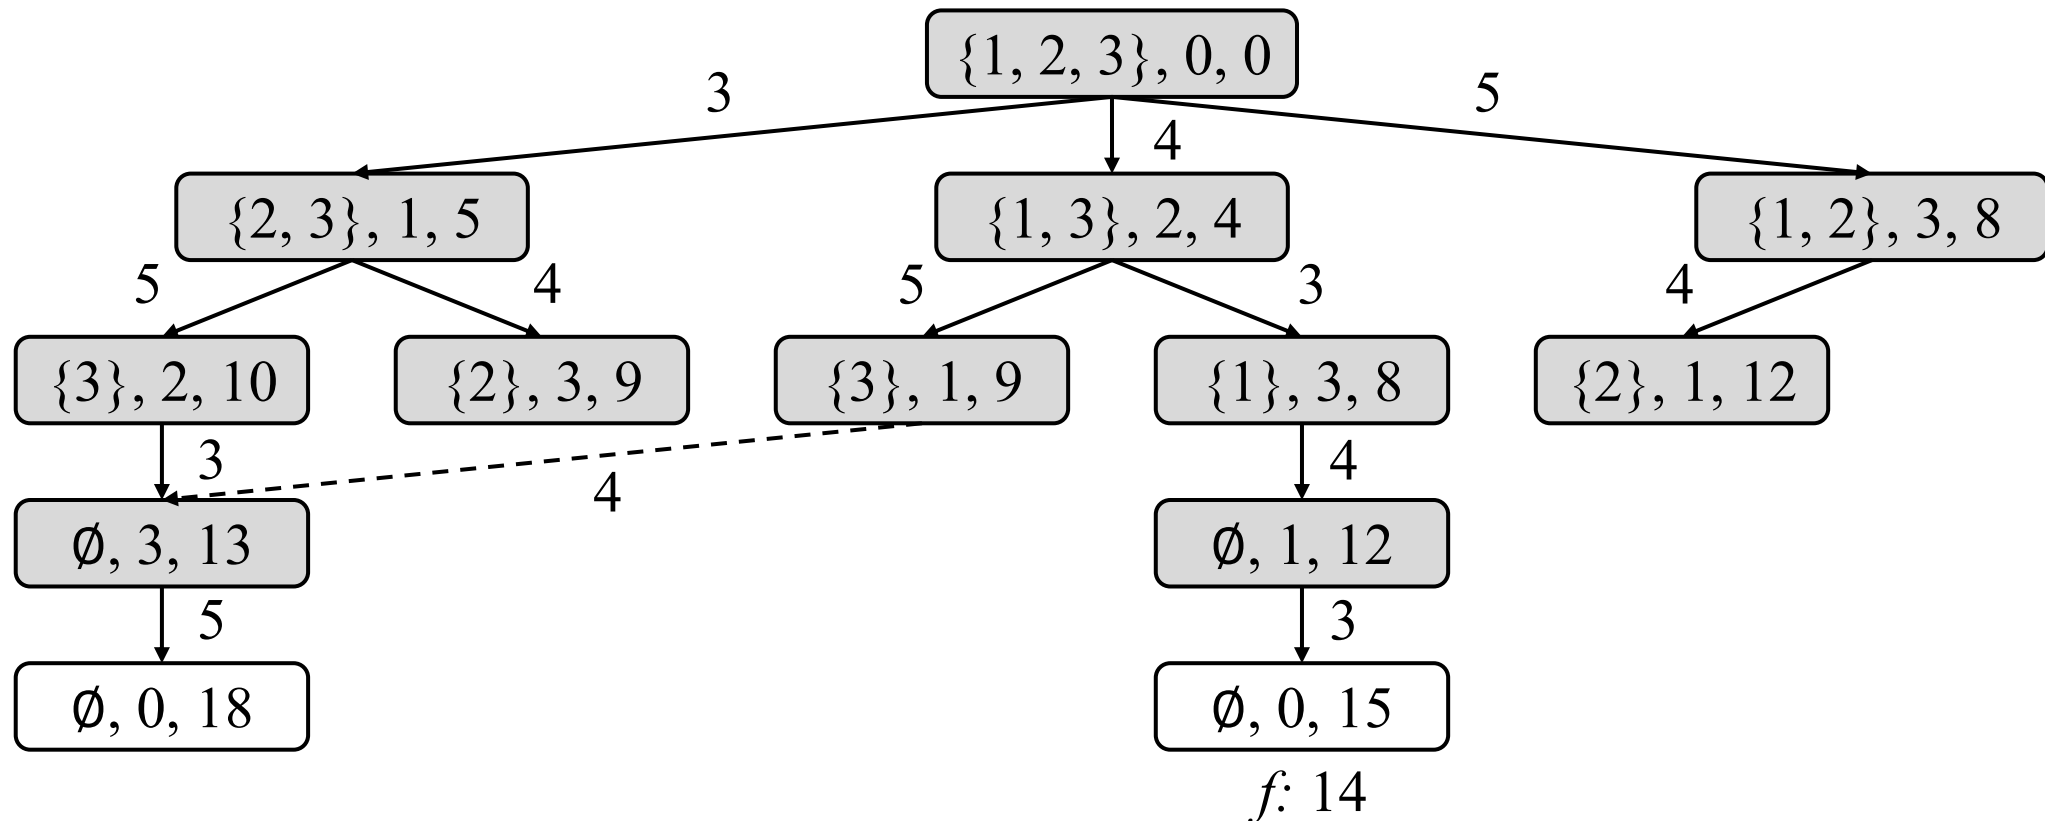 {1, 2, 3}, 0, 0
3
5
4
{2, 3}, 1, 5
{1, 3}, 2, 4
{1, 2}, 3, 8
5
4
5
3
4
{3}, 2, 10
{2}, 3, 9
{3}, 1, 9
{1}, 3, 8
{2}, 1, 12
3
4
4
∅, 3, 13
∅, 1, 12
5
3
∅, 0, 18
∅, 0, 15
f: 14